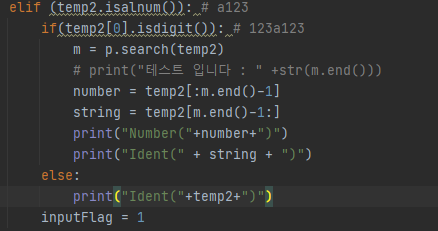 elif (temp2.isalnum()): # a123
if(temp2[0].isdigit()): # 123a123
m = p.search(temp2)
# print("테스트 입니다 : " +str(m.end()))
number = temp2[:m.end()-1]
string = temp2[m.end()-1:]
print("Number("+number+")")
print("Ident(" + string + ")")
else:
print("Ident("+temp2+")")
inputFlag = 1